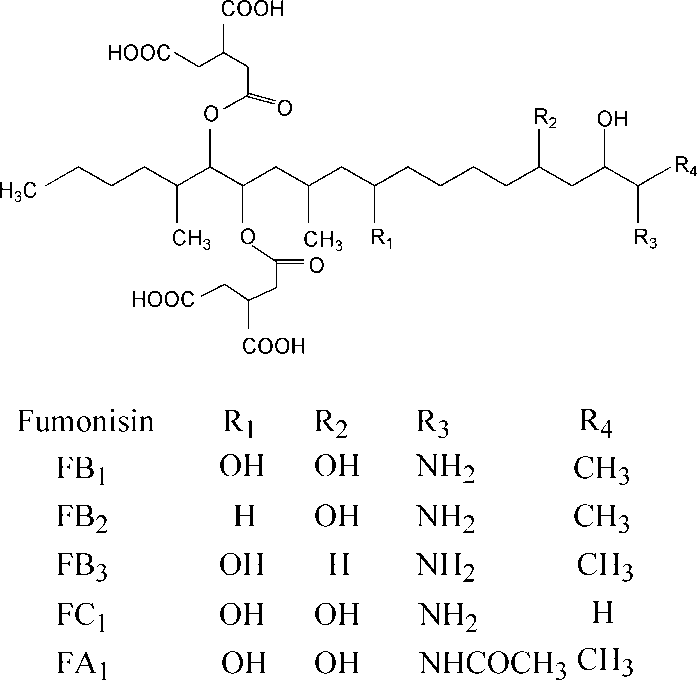 COOH
HOOC
O
O
R2
OH
R4
H3C
CH3
O
CH3
R1
R3
O
HOOC
COOH
Fumonisin R1 R2 R3 R4
FB1 OH OH NH2 CH3
FB2 H OH NH2 CH3
FB3 OH H NH2 CH3
FC1 OH OH NH2 H
FA1 OH OH NHCOCH3 CH3